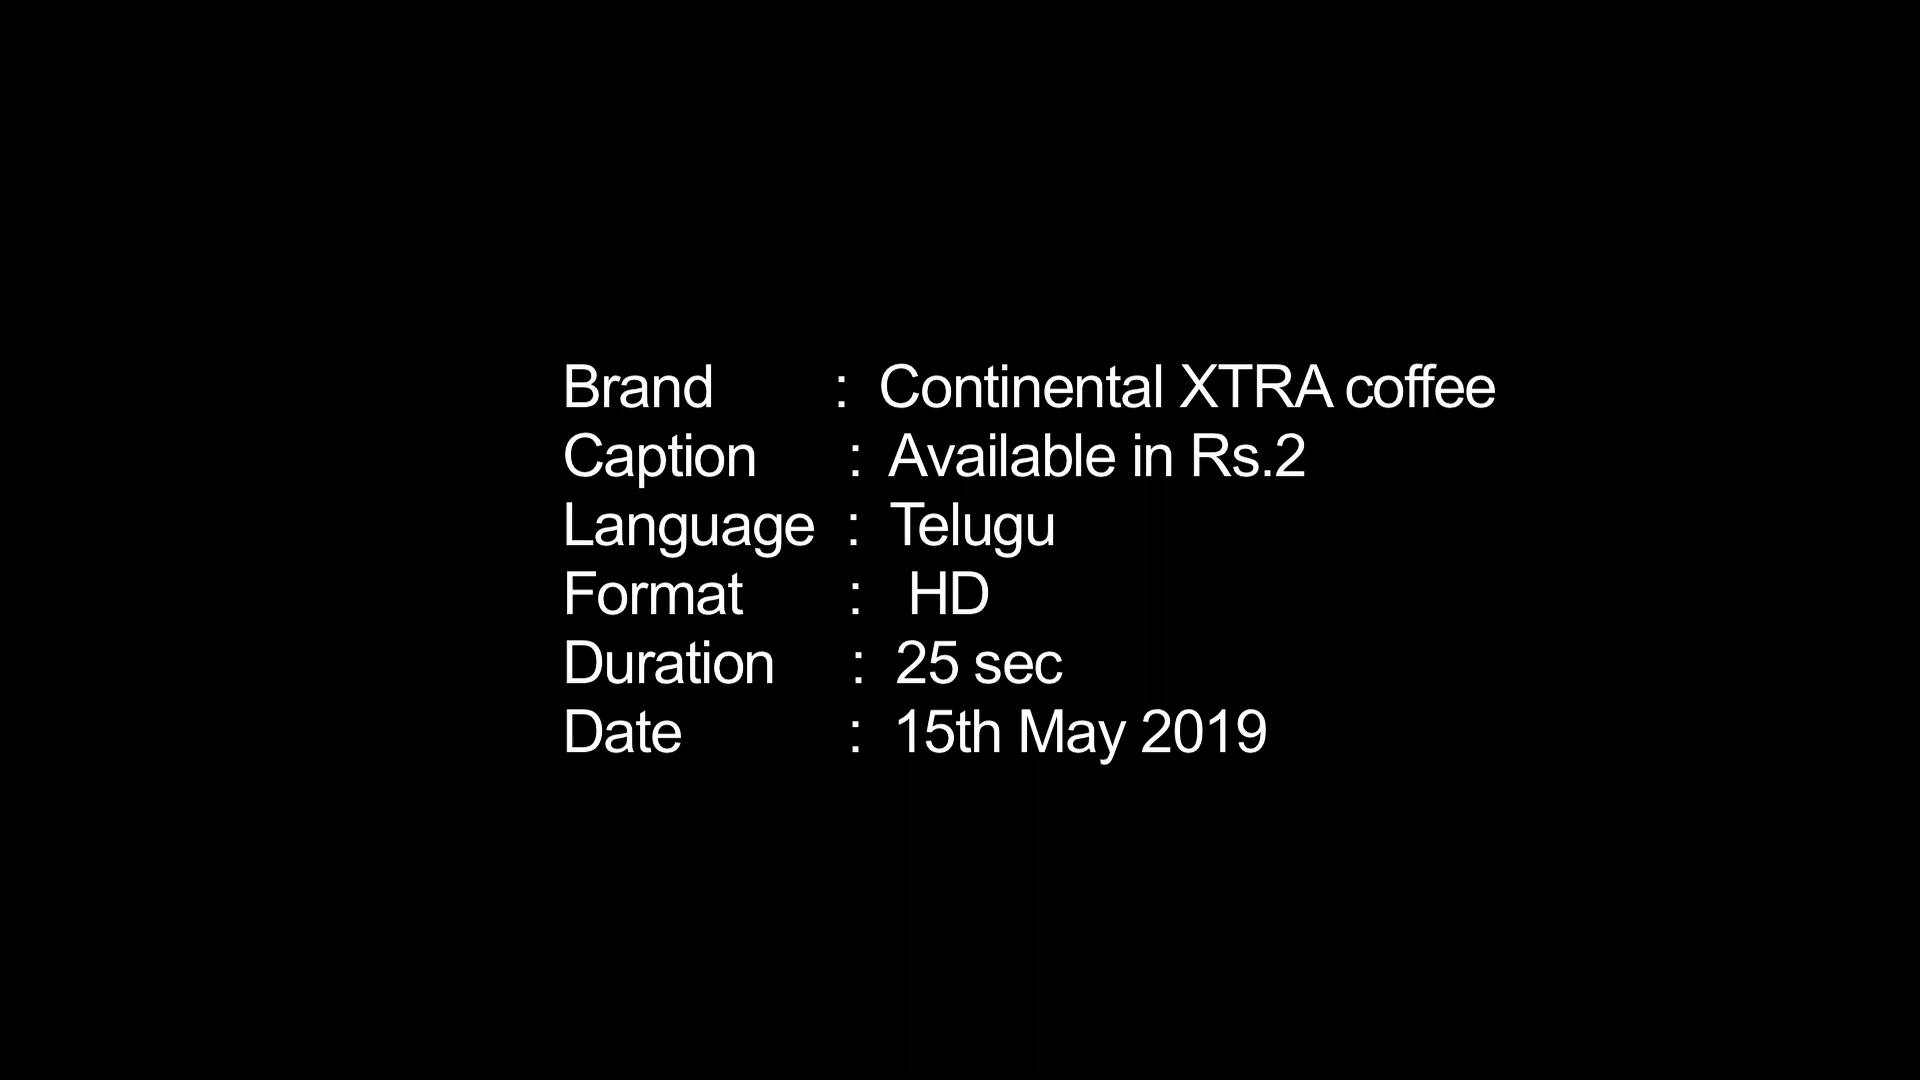 Brand : Continental XTRA coffee
Caption : Available in Rs.2
Language : Telugu
Format : HD
Duration : 25 sec
Date : 15th May 2019